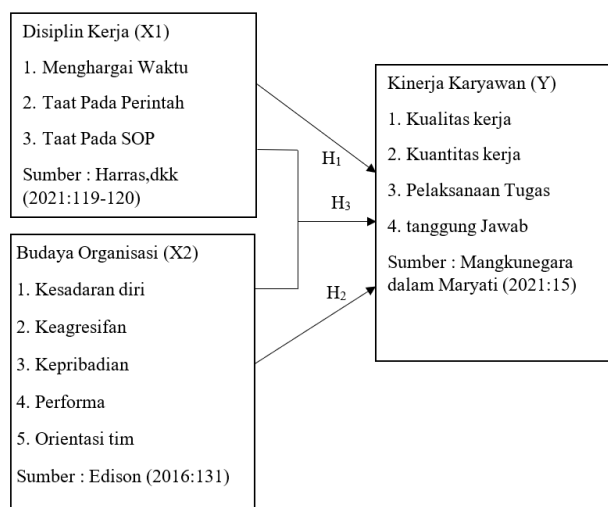 Disiplin Kerja (X1)
1. Menghargai Waktu
2. Taat Pada Perintah
3. Taat Pada SOP
Sumber : Harras,dkk
(2021:119-120)
Budaya Organisasi (X2)
1. Kesadaran diri
2. Keagresifan
3. Kepribadian
4. Performa
5. Orientasi tim
Sumber : Edison (2016:131)
H1
H3
H2
Kinerja Karyawan (Y)
1. Kualitas kerja
2. Kuantitas kerja
3. Pelaksanaan Tugas
4. tanggung Jawab
Sumber : Mangkunegara
dalam Maryati (2021:15)